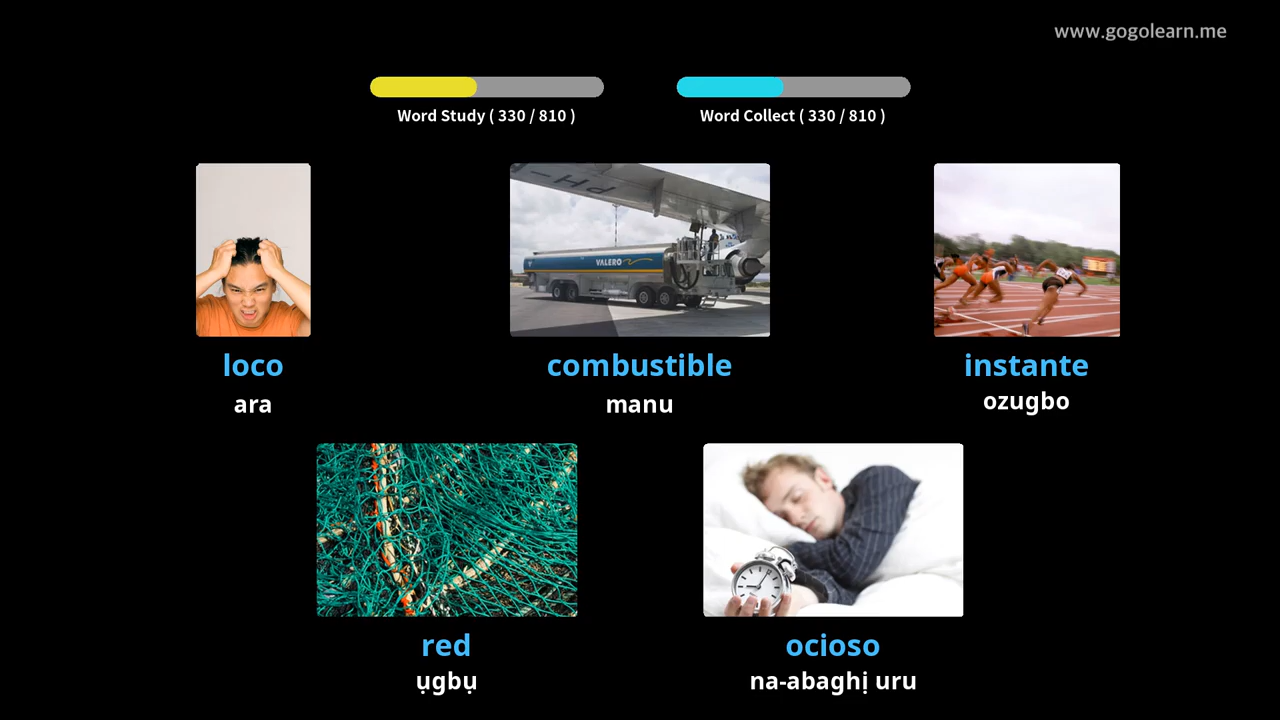 www.gogolearn.me
Word Study ( 330 / 810 )
Word Collect ( 330 / 810 )
PH-
VALERO
loco
combustible
instante
ara
manu
ozugbo
red
ocioso
ụgbụ
na-abaghị uru